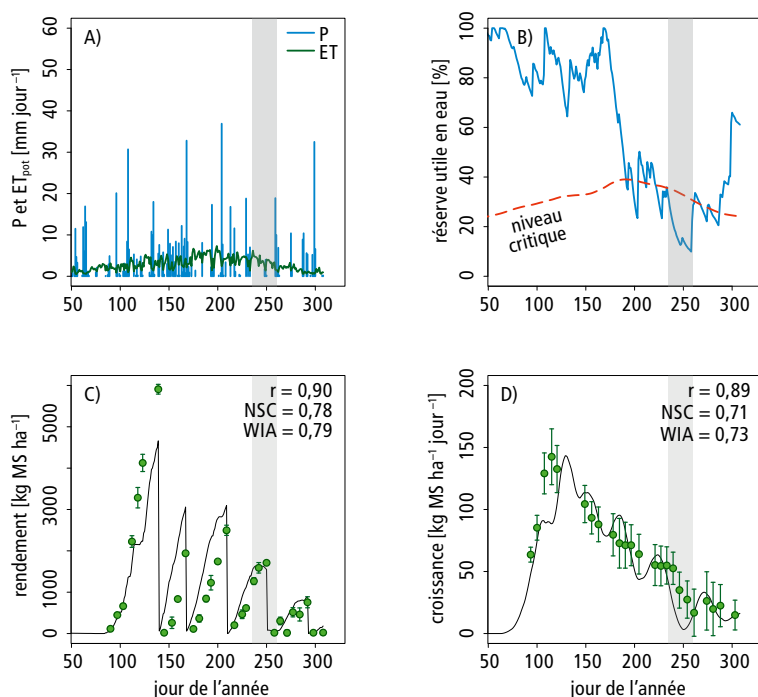 A)
P
ET
P et ETpot [mm jour⁻¹]
60
50
40
30
20
10
0
50 100 150 200 250 300
B)
réserve utile en eau [%]
100
80
60
40
20
0
niveau
critique
50 100 150 200 250 300
C)
r = 0,90
NSC = 0,78
WIA = 0,79
rendement [kg MS ha⁻¹]
5000
3000
1000
0
50 100 150 200 250 300
jour de l'année
D)
r = 0,89
NSC = 0,71
WIA = 0,73
croissance [kg MS ha⁻¹ jour⁻¹]
200
150
100
50
0
50 100 150 200 250 300
jour de l'année